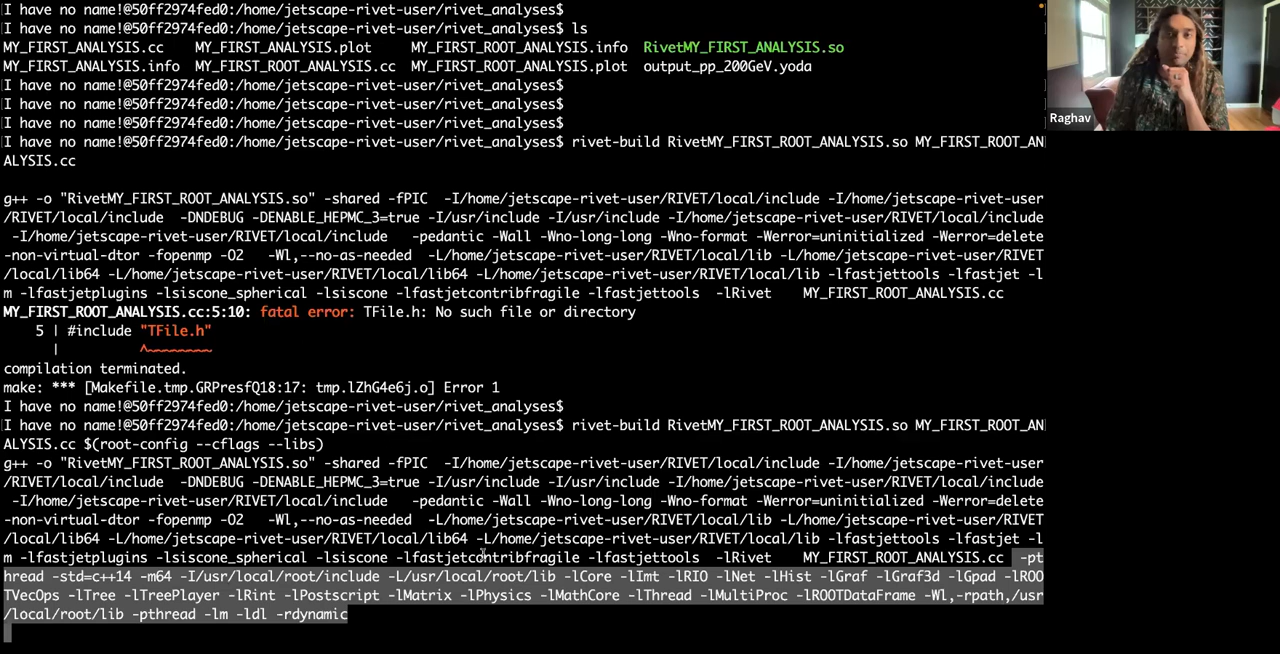 I have no name!@50ff2974fed0:/home/jetscape-rivet-user/rivet_analyses$
I have no name!@50ff2974fed0:/home/jetscape-rivet-user/rivet_analyses$ ls
MY_FIRST_ANALYSIS.cc MY_FIRST_ANALYSIS.plot MY_FIRST_ROOT_ANALYSIS.info RivetMY_FIRST_ANALYSIS.so
MY_FIRST_ANALYSIS.info MY_FIRST_ROOT_ANALYSIS.cc MY_FIRST_ROOT_ANALYSIS.plot output_pp_200GeV.yoda
I have no name!@50ff2974fed0:/home/jetscape-rivet-user/rivet_analyses$
I have no name!@50ff2974fed0:/home/jetscape-rivet-user/rivet_analyses$
I have no name!@50ff2974fed0:/home/jetscape-rivet-user/rivet_analyses$
I have no name!@50ff2974fed0:/home/jetscape-rivet-user/rivet_analyses$ rivet-build RivetMY_FIRST_ROOT_ANALYSIS.so MY_FIRST_ROOT_AN
ALYSIS.cc
g++ -o "RivetMY_FIRST_ROOT_ANALYSIS.so" -shared -fPIC -I/home/jetscape-rivet-user/RIVET/local/include -I/home/jetscape-rivet-user
/RIVET/local/include -DNDEBUG -DENABLE_HEPMC_3=true -I/usr/include -I/usr/include -I/home/jetscape-rivet-user/RIVET/local/include
-I/home/jetscape-rivet-user/RIVET/local/include -pedantic -Wall -Wno-long-long -Wno-format -Werror=uninitialized -Werror=delete
-non-virtual-dtor -fopenmp -O2 -Wl,--no-as-needed -L/home/jetscape-rivet-user/RIVET/local/lib -L/home/jetscape-rivet-user/RIVET
/local/lib64 -L/home/jetscape-rivet-user/RIVET/local/lib64 -L/home/jetscape-rivet-user/RIVET/local/lib -lfastjettools -lfastjet -l
m -lfastjetplugins -lsiscone_spherical -lsiscone -lfastjetcontribfragile -lfastjettools -lRivet MY_FIRST_ROOT_ANALYSIS.cc
MY_FIRST_ROOT_ANALYSIS.cc:5:10: fatal error: TFile.h: No such file or directory
5 | #include "TFile.h"
| ^~~~~~~~~
compilation terminated.
make: *** [Makefile.tmp.GRPresfQ18:17: tmp.lZhG4e6j.o] Error 1
I have no name!@50ff2974fed0:/home/jetscape-rivet-user/rivet_analyses$
I have no name!@50ff2974fed0:/home/jetscape-rivet-user/rivet_analyses$ rivet-build RivetMY_FIRST_ROOT_ANALYSIS.so MY_FIRST_ROOT_AN
ALYSIS.cc $(root-config --cflags --libs)
g++ -o "RivetMY_FIRST_ROOT_ANALYSIS.so" -shared -fPIC -I/home/jetscape-rivet-user/RIVET/local/include -I/home/jetscape-rivet-user
/RIVET/local/include -DNDEBUG -DENABLE_HEPMC_3=true -I/usr/include -I/usr/include -I/home/jetscape-rivet-user/RIVET/local/include
-I/home/jetscape-rivet-user/RIVET/local/include -pedantic -Wall -Wno-long-long -Wno-format -Werror=uninitialized -Werror=delete
-non-virtual-dtor -fopenmp -O2 -Wl,--no-as-needed -L/home/jetscape-rivet-user/RIVET/local/lib -L/home/jetscape-rivet-user/RIVET
/local/lib64 -L/home/jetscape-rivet-user/RIVET/local/lib64 -L/home/jetscape-rivet-user/RIVET/local/lib -lfastjettools -lfastjet -l
m -lfastjetplugins -lsiscone_spherical -lsiscone -lfastjetcontribfragile -lfastjettools -lRivet MY_FIRST_ROOT_ANALYSIS.cc -pt
hread -std=c++14 -m64 -I/usr/local/root/include -L/usr/local/root/lib -lCore -lImt -lRIO -lNet -lHist -lGraf -lGraf3d -lGpad -lROO
TVecOps -lTree -lTreePlayer -lRint -lPostscript -lMatrix -lPhysics -lMathCore -lThread -lMultiProc -lROOTDataFrame -Wl,-rpath,/usr
/local/root/lib -pthread -lm -ldl -rdynamic
Raghav